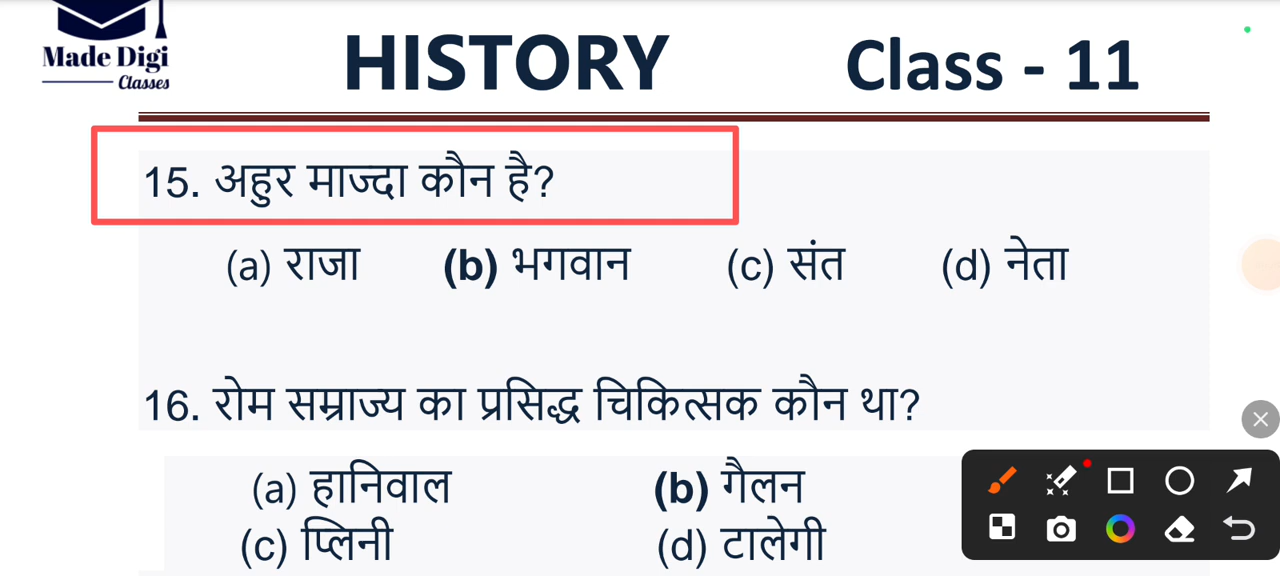 Made Digi
Classes
HISTORY Class - 11
15. अहुर माज्दा कौन है?
(a) राजा (b) भगवान (c) संत (d) नेता
16. रोम सम्राज्य का प्रसिद्ध चिकित्सक कौन था?
(a) हानिवाल (b) गैलन
(c) प्लिनी (d) टालेगी